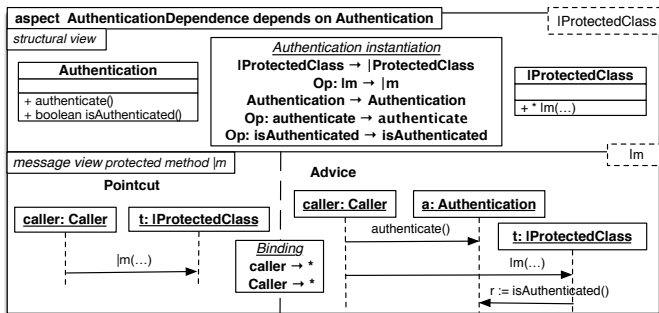 aspect AuthenticationDependence depends on Authentication
|ProtectedClass
structural view
Authentication
+ authenticate()
+ boolean isAuthenticated()
Authentication instantiation
|ProtectedClass → |ProtectedClass
Op: |m → |m
Authentication → Authentication
Op: authenticate → authenticate
Op: isAuthenticated → isAuthenticated
|ProtectedClass
+ * |m(...)
message view protected method |m
|m
Pointcut
caller: Caller
t: |ProtectedClass
|m(...)
Binding
caller → *
Caller → *
Advice
caller: Caller
a: Authentication
authenticate()
t: |ProtectedClass
|m(...)
r := isAuthenticated()